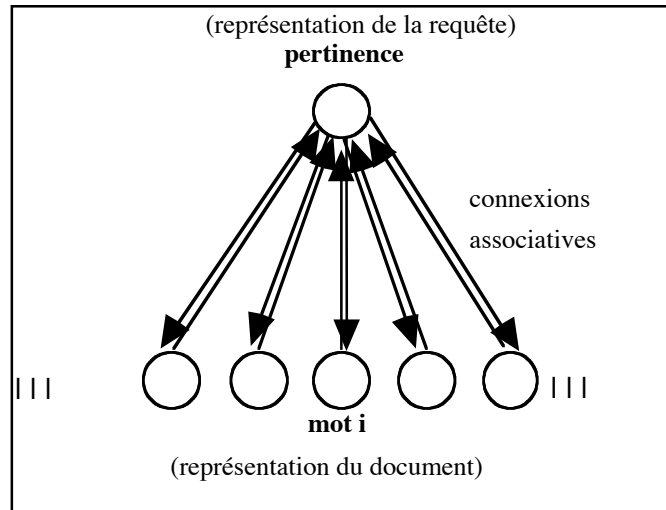 (représentation de la requête)
pertinence
connexions
associatives
| | |
| | |
mot i
(représentation du document)